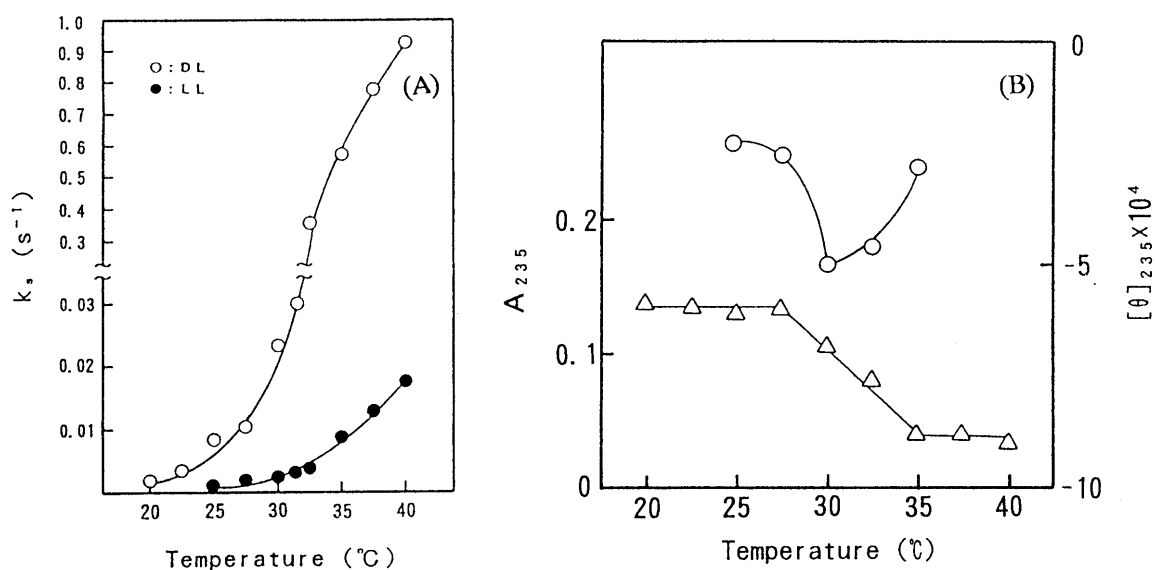 1.0
0.9
0.8
0.7
0.6
0.5
0.4
0.3
0.03
0.02
0.01
kₛ (s⁻¹)
○ : D L
● : L L
(A)
20 25 30 35 40
Temperature (℃)
(B)
0.2
0.1
0
A₂₃₅
0
-5
-10
[θ]₂₃₅×10⁴
20 25 30 35 40
Temperature (℃)